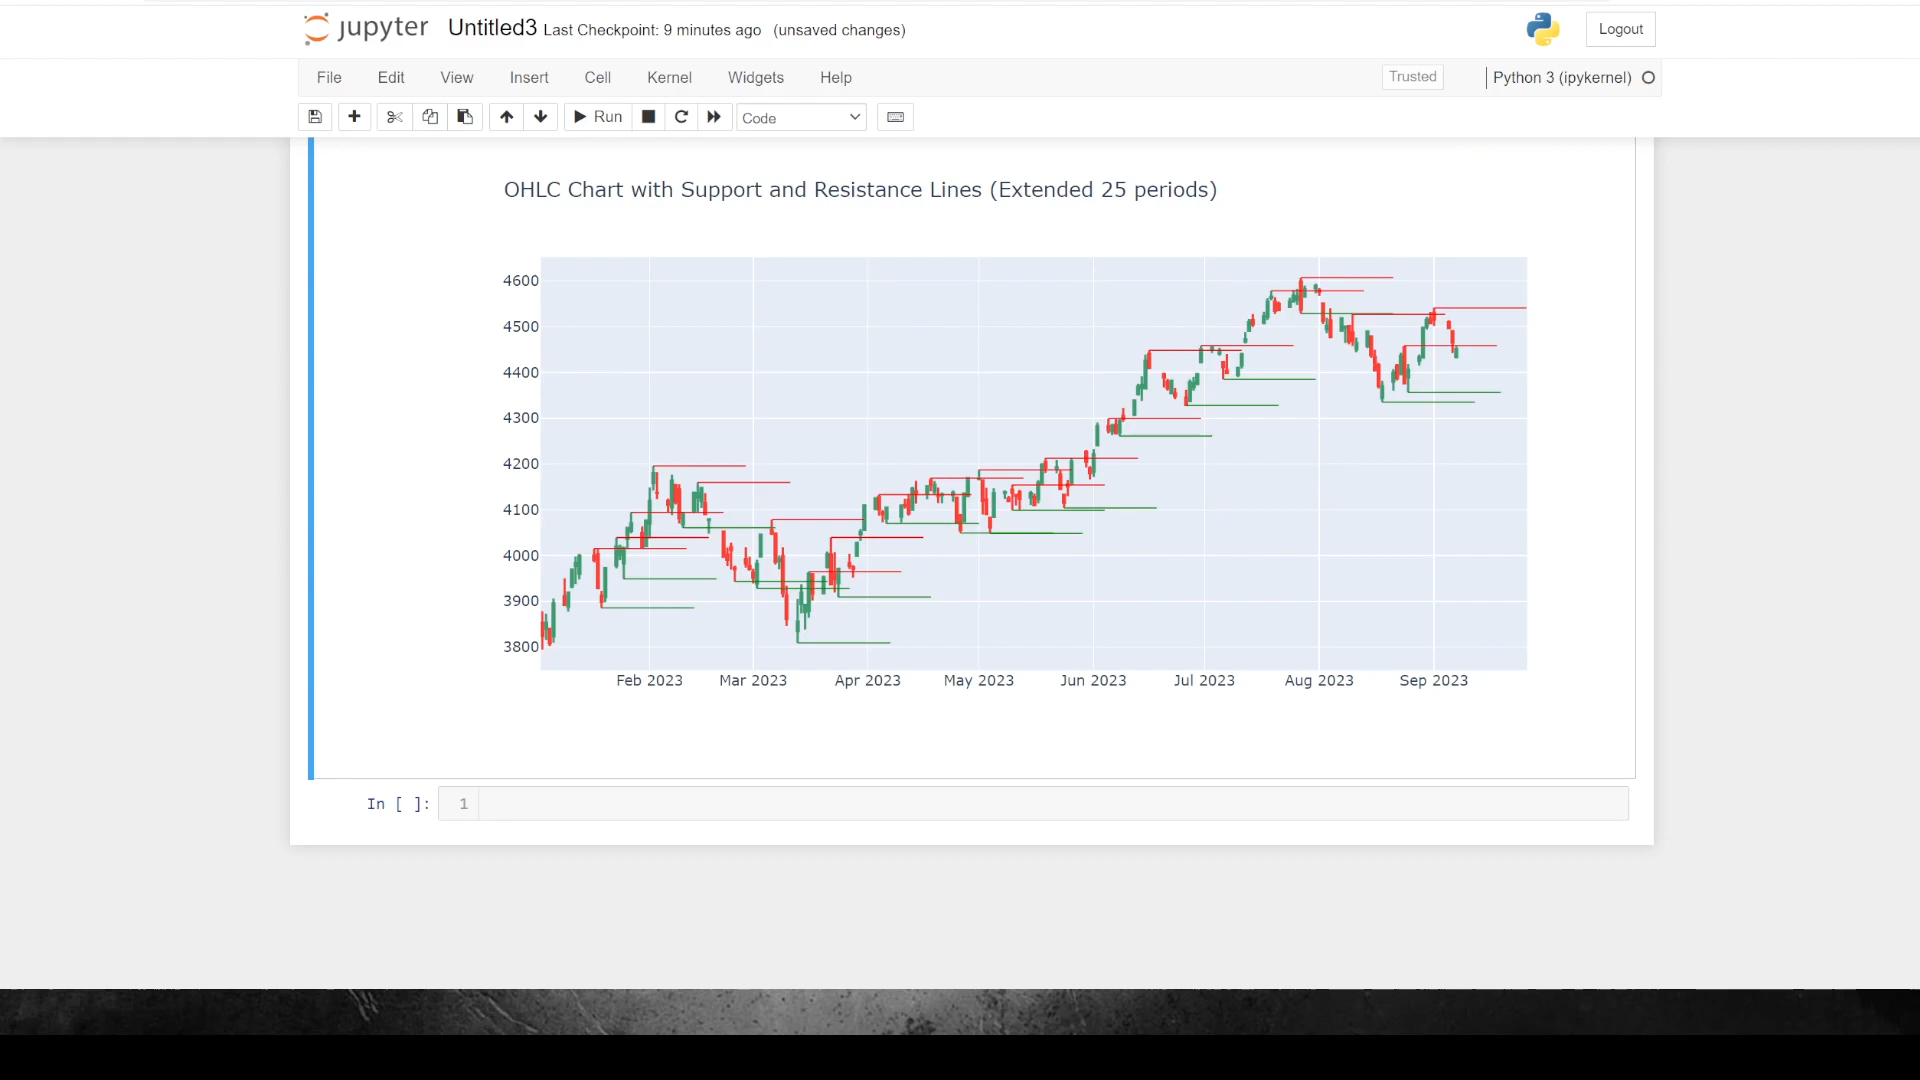 jupyter Untitled3 Last Checkpoint: 9 minutes ago (unsaved changes) Logout
File Edit View Insert Cell Kernel Widgets Help Trusted Python 3 (ipykernel)
Run Code
OHLC Chart with Support and Resistance Lines (Extended 25 periods)
4600
4500
4400
4300
4200
4100
4000
3900
3800
Feb 2023 Mar 2023 Apr 2023 May 2023 Jun 2023 Jul 2023 Aug 2023 Sep 2023
In [ ]: 1